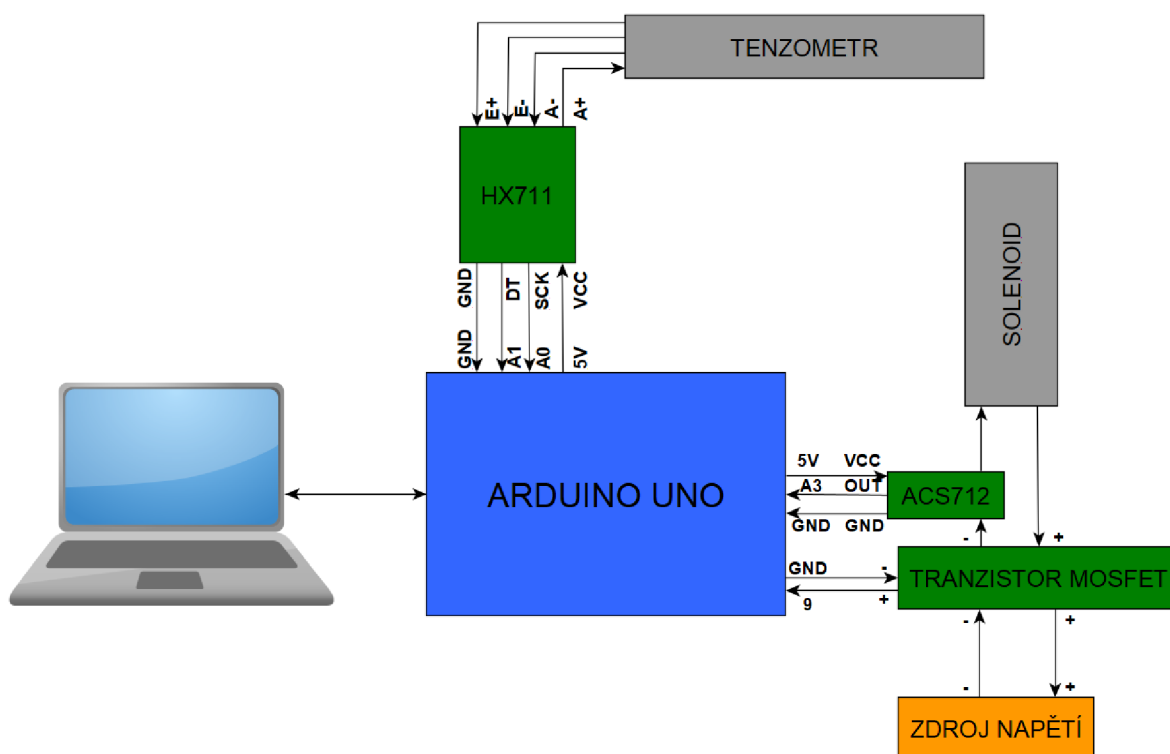 TENZOMETR
E+
E-
A-
A+
HX711
GND
DT
SCK
VCC
GND
A1
A0
5V
SOLENOID
ARDUINO UNO
5V VCC
A3 OUT
GND GND
ACS712
- +
GND -
9 +
TRANZISTOR MOSFET
- +
- +
ZDROJ NAPĚTÍ